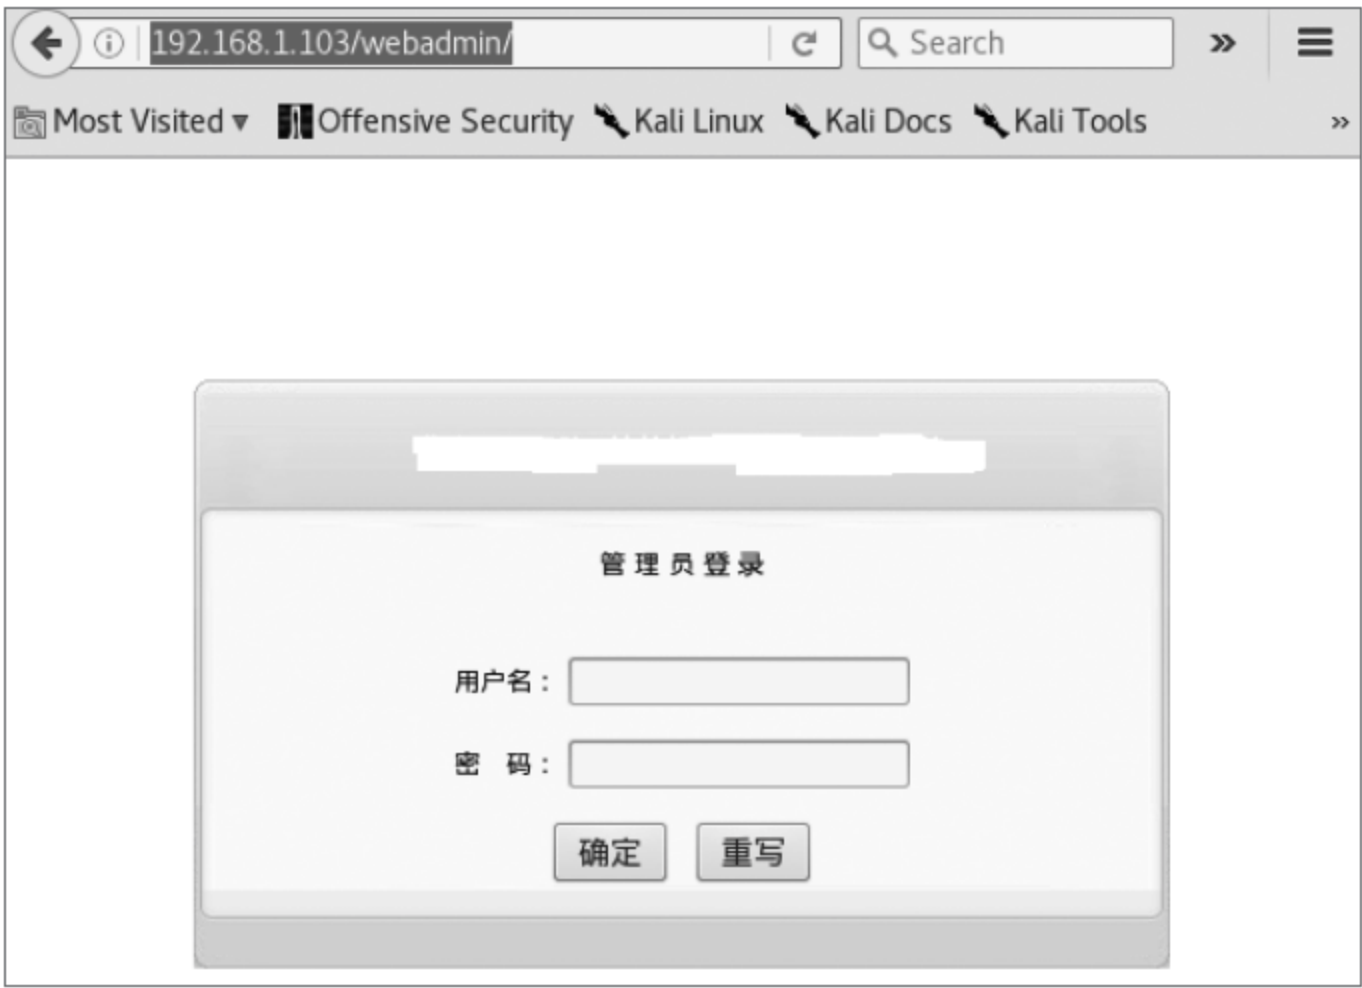 192.168.1.103/webadmin/
Search
Most Visited Offensive Security Kali Linux Kali Docs Kali Tools
管理员登录
用户名：
密 码：
确定 重写